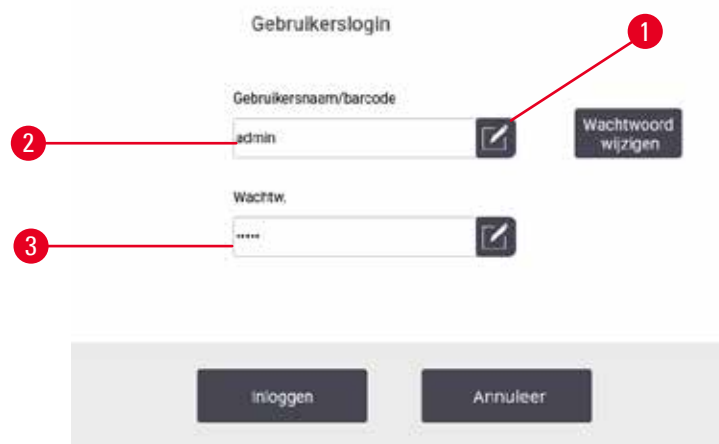 Gebruikerslogin
1
Gebruikersnaam/barcode
2
admin
Wachtwoord
wijzigen
Wachtw.
3
•••••
Inloggen
Annuleer